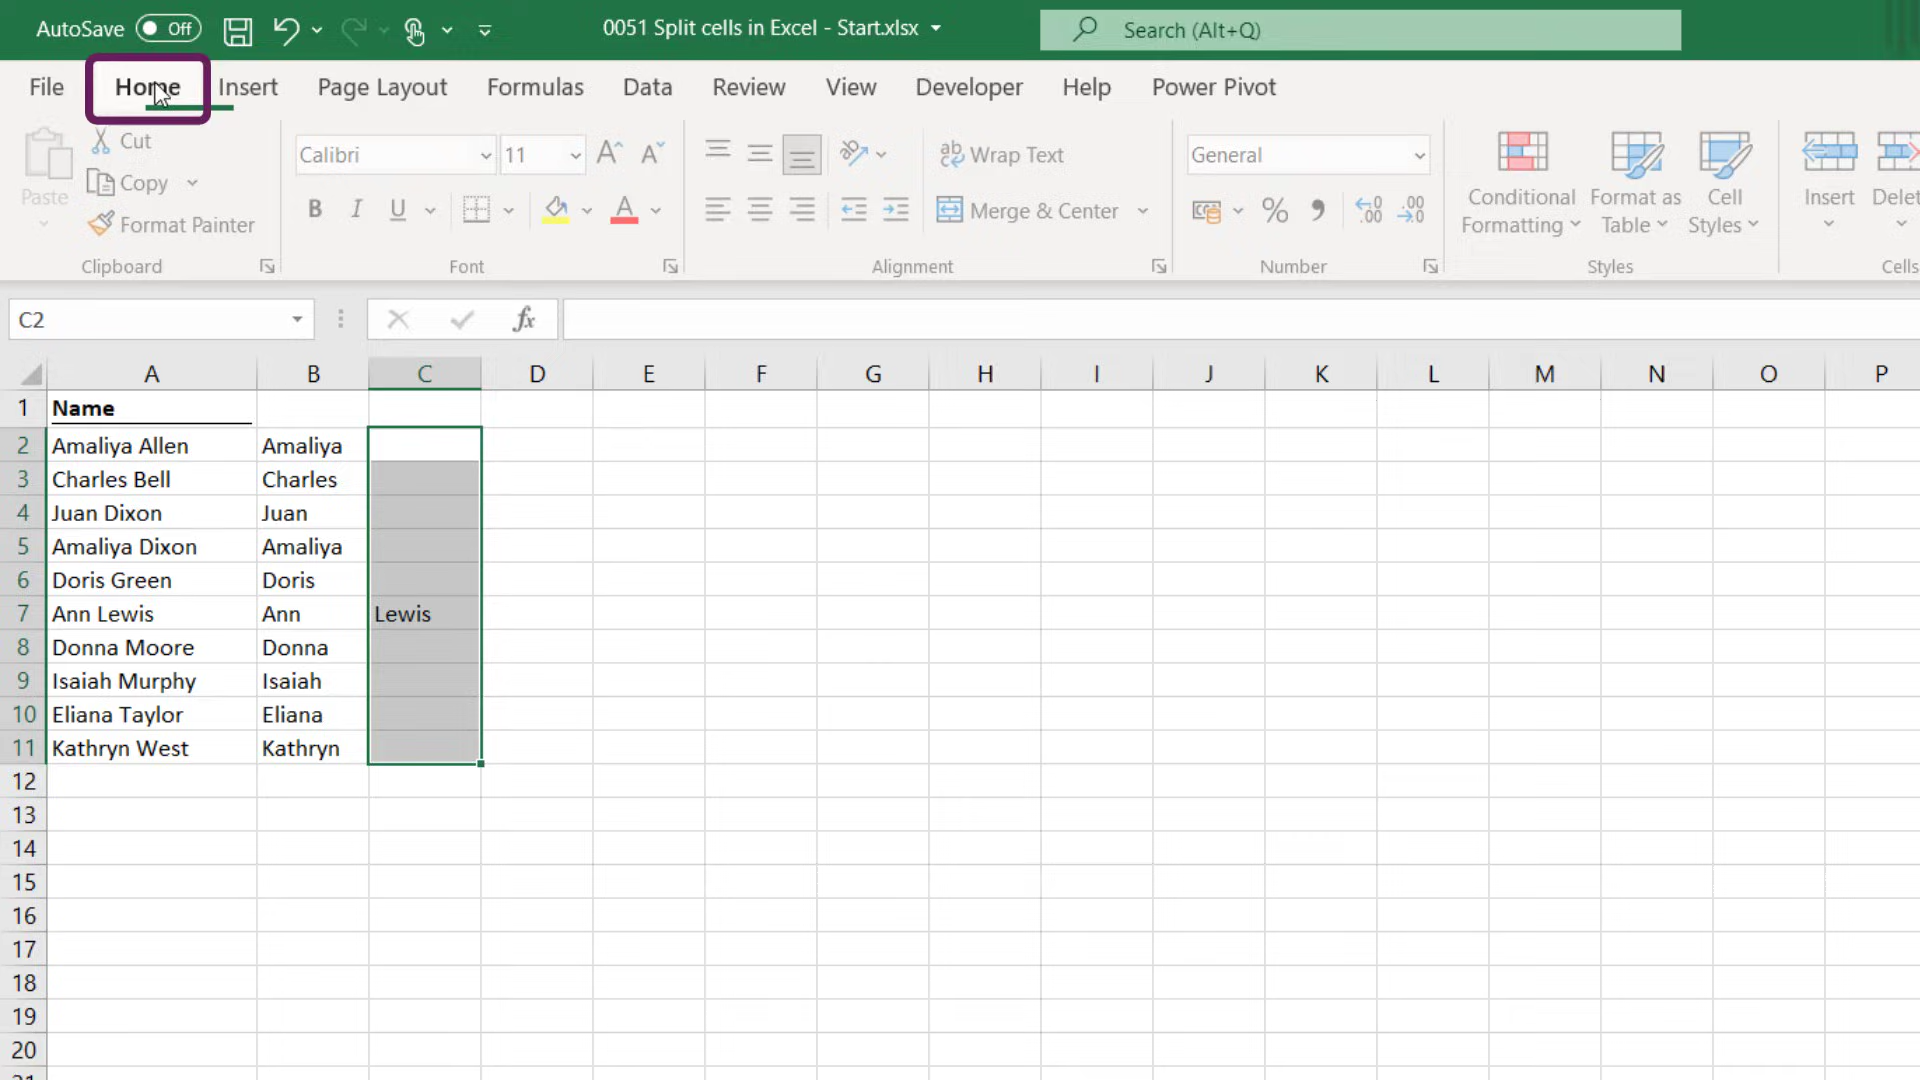 AutoSave Off 0051 Split cells in Excel - Start.xlsx Search (Alt+Q)
File Home Insert Page Layout Formulas Data Review View Developer Help Power Pivot
Paste
Cut
Copy
Format Painter
Clipboard
Calibri 11
B I U A
Font
ab Wrap Text
Merge & Center
Alignment
General
% .00 .00
Number
Conditional Formatting
Format as Table
Cell Styles
Styles
Insert
Delet
Cells
C2 fx
A B C D E F G H I J K L M N O P
1 Name
2 Amaliya Allen Amaliya
3 Charles Bell Charles
4 Juan Dixon Juan
5 Amaliya Dixon Amaliya
6 Doris Green Doris
7 Ann Lewis Ann Lewis
8 Donna Moore Donna
9 Isaiah Murphy Isaiah
10 Eliana Taylor Eliana
11 Kathryn West Kathryn
12
13
14
15
16
17
18
19
20